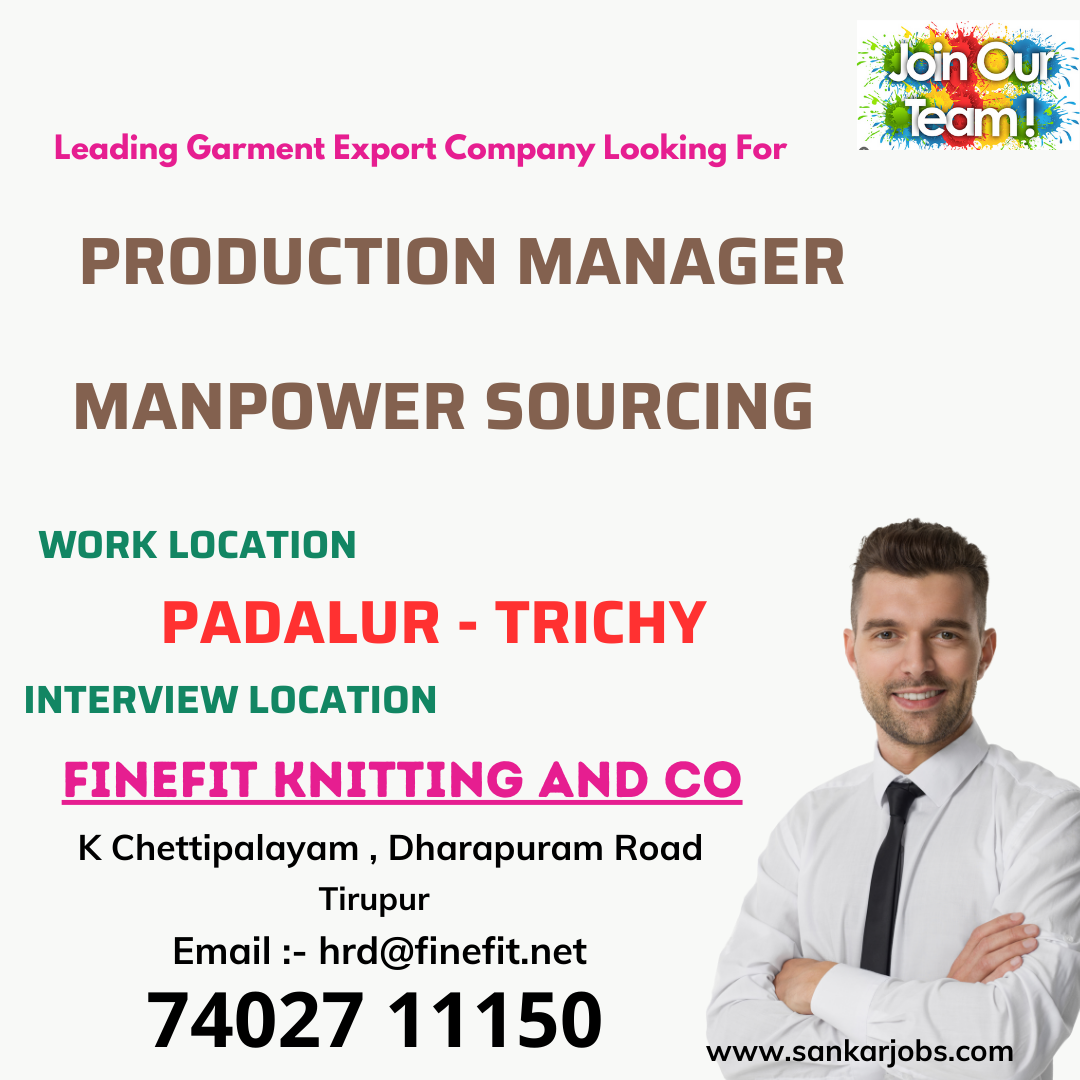 Join Our
Team !
Leading Garment Export Company Looking For
PRODUCTION MANAGER
MANPOWER SOURCING
WORK LOCATION
PADALUR - TRICHY
INTERVIEW LOCATION
FINEFIT KNITTING AND CO
K Chettipalayam , Dharapuram Road
Tirupur
Email :- hrd@finefit.net
74027 11150
www.sankarjobs.com